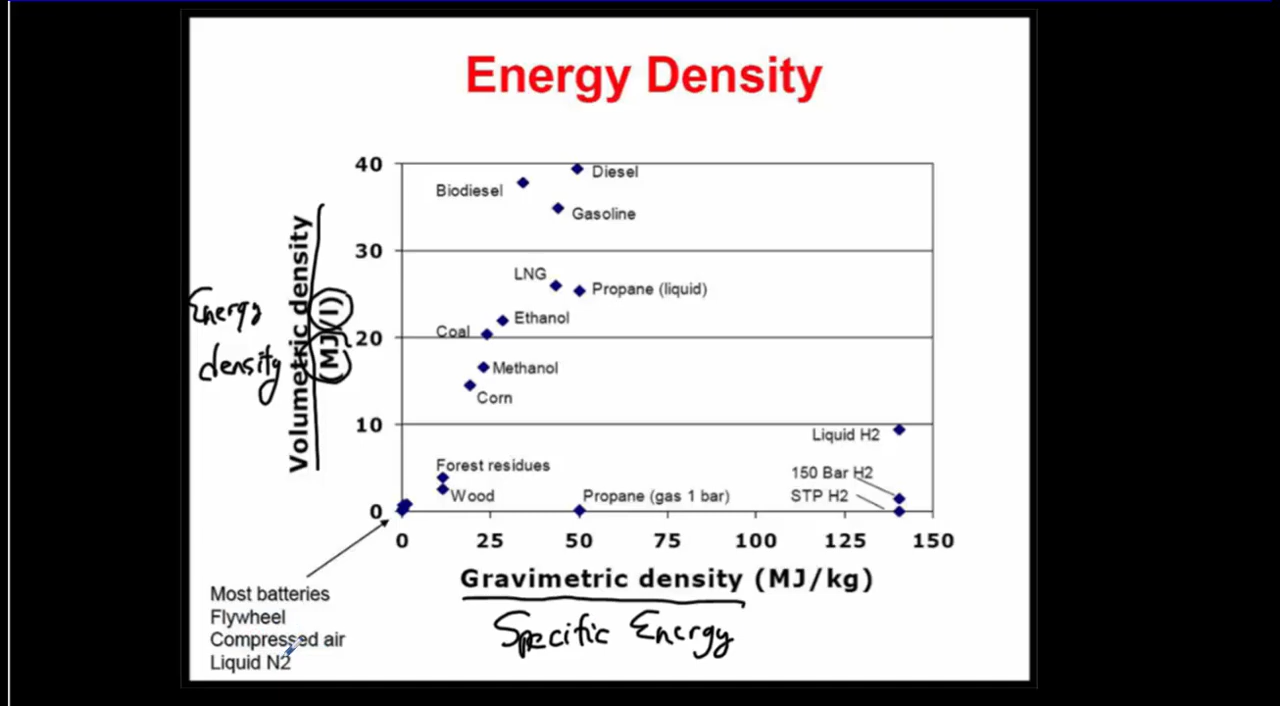 Energy Density
40
30
20
10
0
Volumetric density
(MJ/l)
Energy
density
Diesel
Biodiesel
Gasoline
LNG
Propane (liquid)
Ethanol
Coal
Methanol
Corn
Liquid H2
Forest residues
150 Bar H2
Wood
Propane (gas 1 bar)
STP H2
0 25 50 75 100 125 150
Gravimetric density (MJ/kg)
Specific Energy
Most batteries
Flywheel
Compressed air
Liquid N2